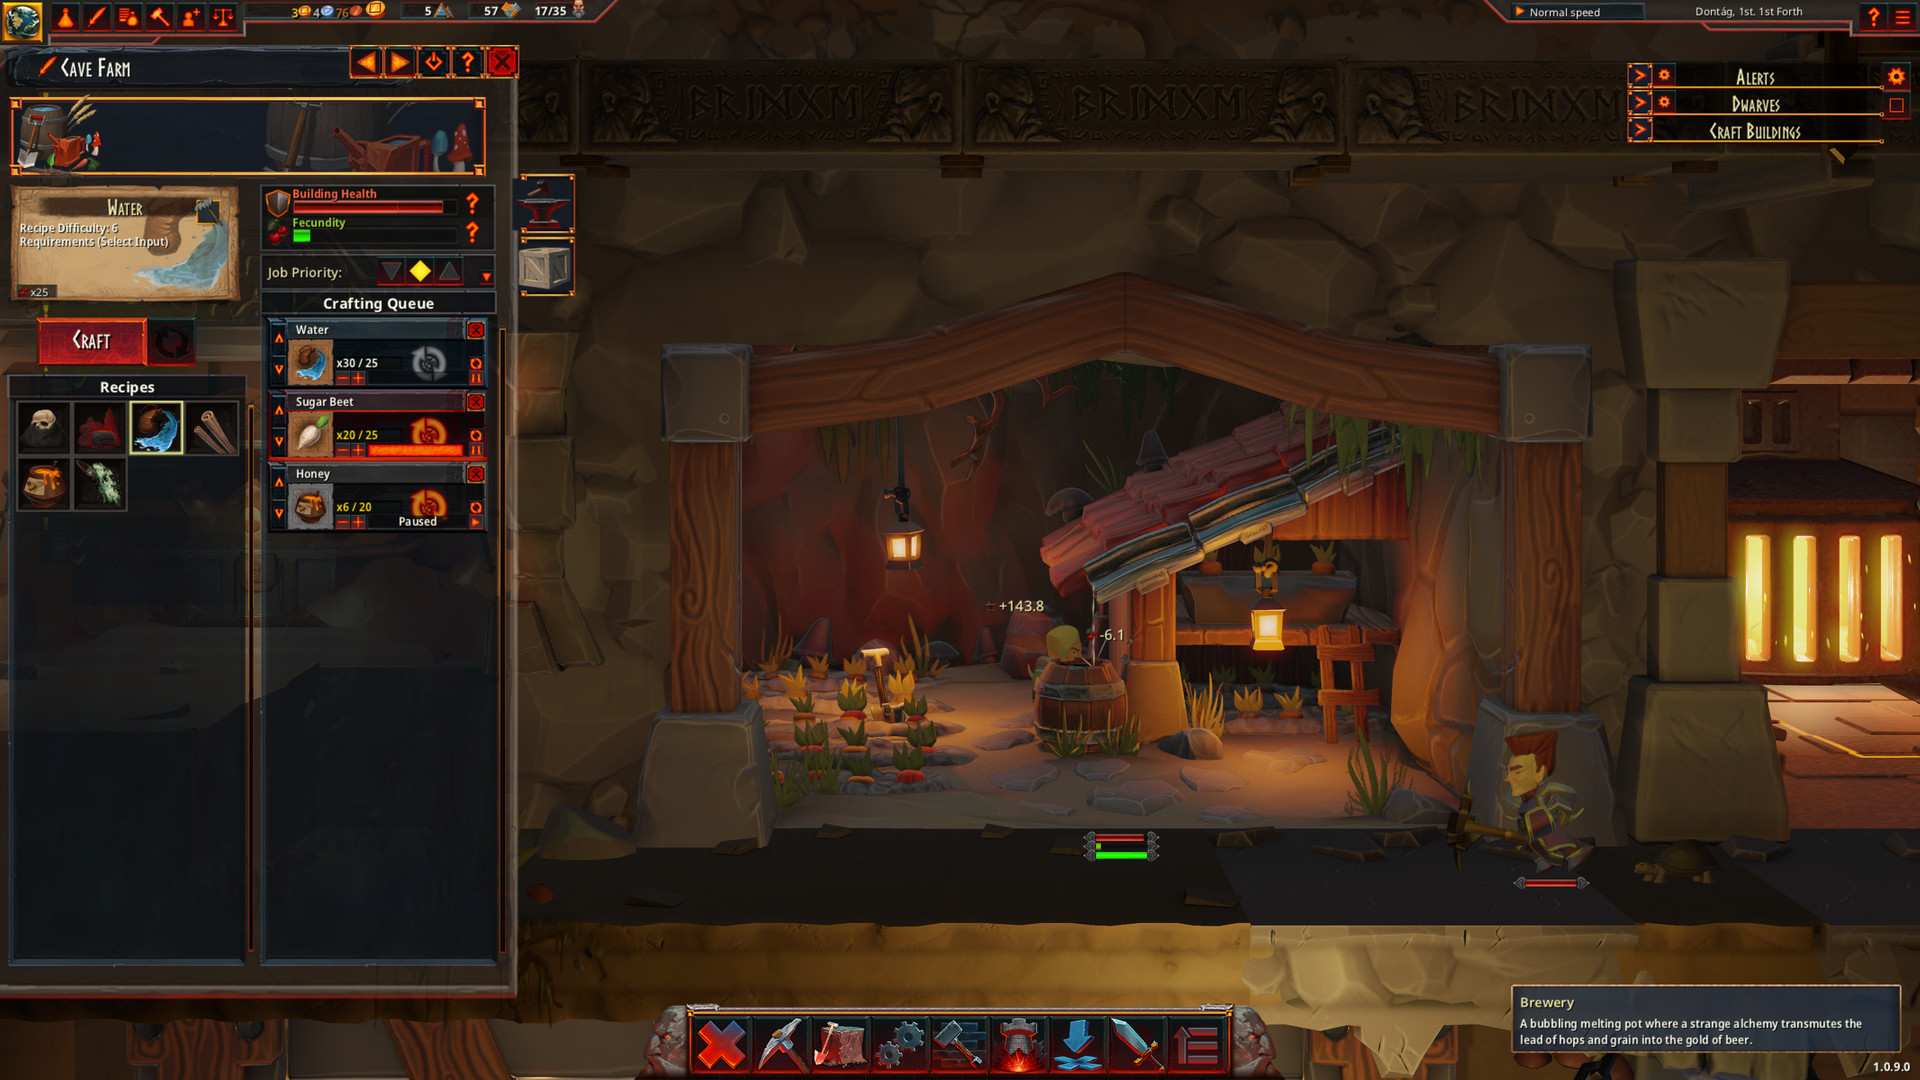 3 4 76
5
57
17/35
Normal speed
Dontág, 1st. 1st Forth
?
Cave Farm
?
Alerts
Dwarves
Craft Buildings
Water
Recipe Difficulty: 6
Requirements (Select Input)
x25
Building Health
?
Fecundity
?
Job Priority:
Craft
Recipes
Crafting Queue
Water
x30 / 25
Sugar Beet
x20 / 25
Honey
x6 / 20
Paused
+143.8
-6.1
Brewery
A bubbling melting pot where a strange alchemy transmutes the
lead of hops and grain into the gold of beer.
1.0.9.0